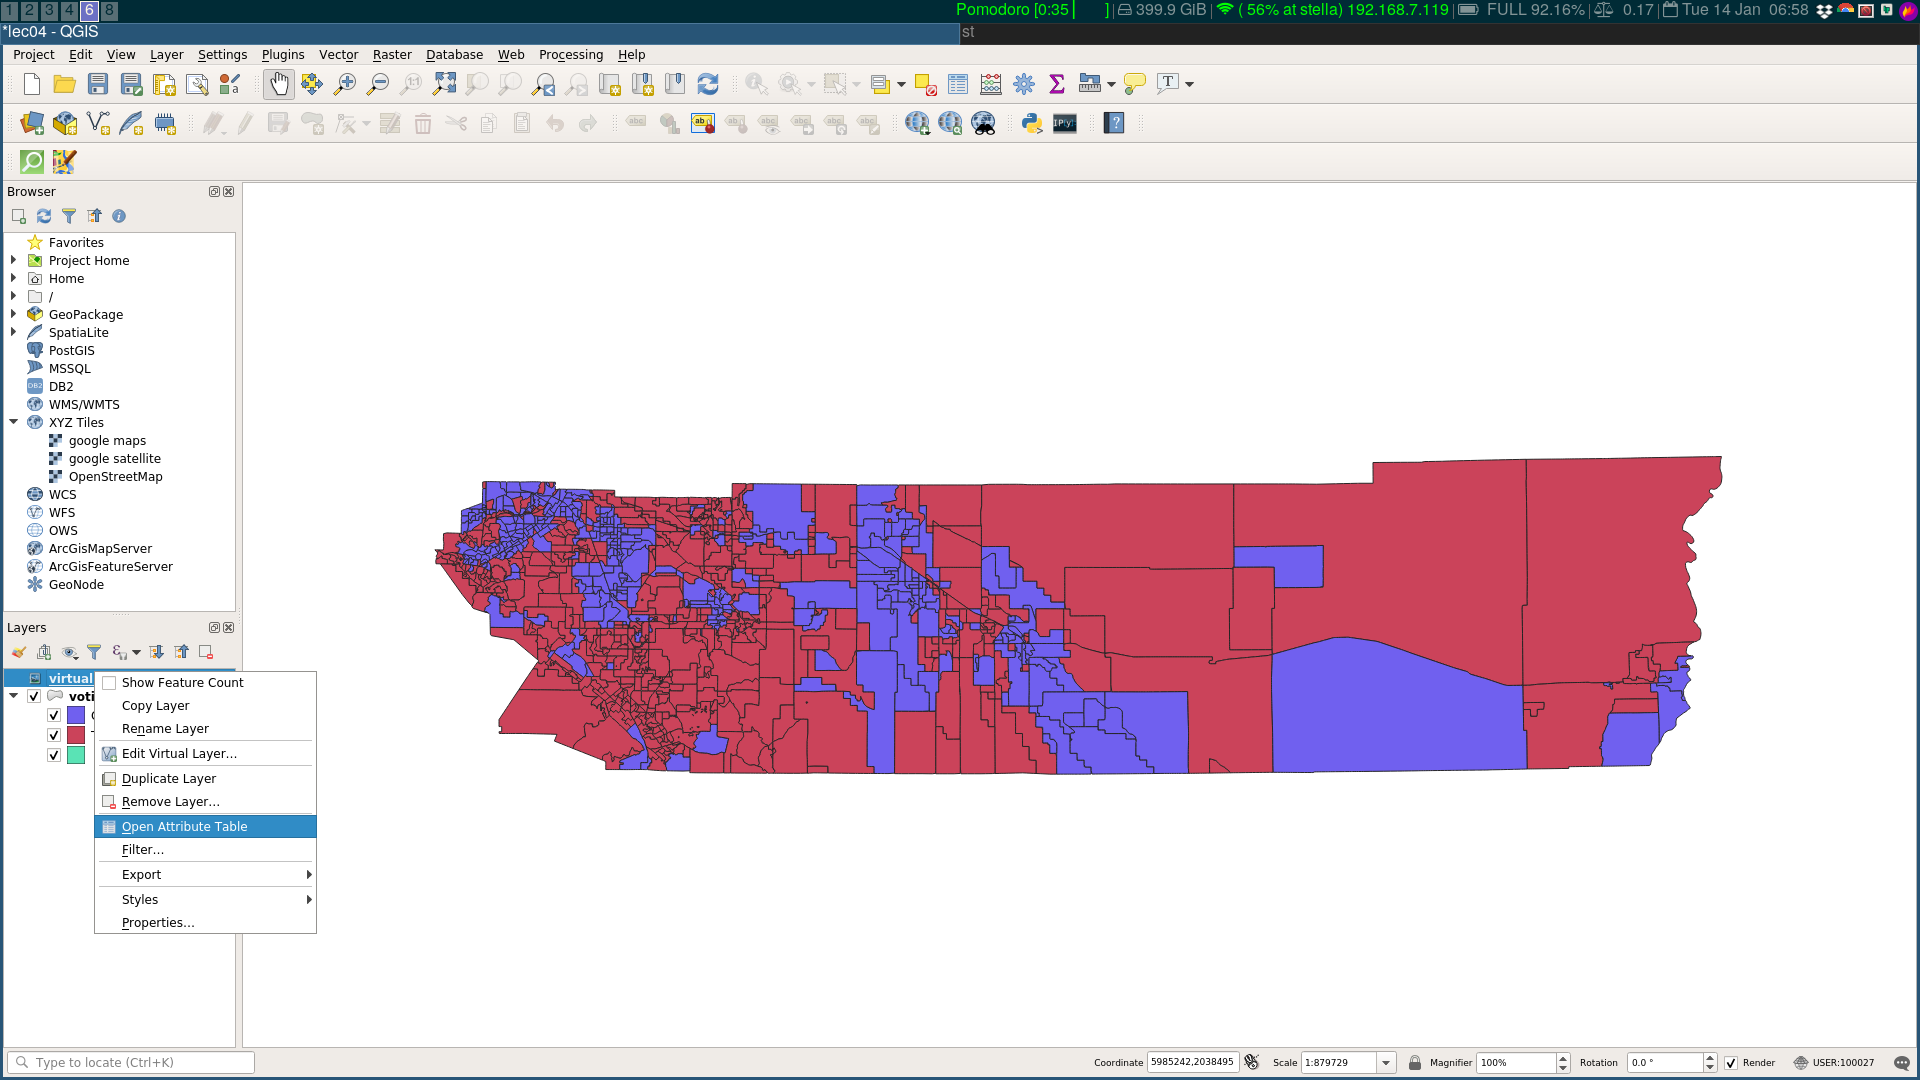 1 2 3 4 6 8
Pomodoro [0:35 ] 399.9 GiB ( 56% at stella) 192.168.7.119 FULL 92.16% 0.17 Tue 14 Jan 06:58
*lec04 - QGIS
st
Project Edit View Layer Settings Plugins Vector Raster Database Web Processing Help
Browser
Favorites
Project Home
Home
/
GeoPackage
SpatiaLite
PostGIS
MSSQL
DB2
WMS/WMTS
XYZ Tiles
google maps
google satellite
OpenStreetMap
WCS
WFS
OWS
ArcGisMapServer
ArcGisFeatureServer
GeoNode
Layers
virtual
voti
Show Feature Count
Copy Layer
Rename Layer
Edit Virtual Layer...
Duplicate Layer
Remove Layer...
Open Attribute Table
Filter...
Export
Styles
Properties...
Type to locate (Ctrl+K)
Coordinate 5985242,2038495 Scale 1:879729 Magnifier 100% Rotation 0.0 ° Render USER:100027